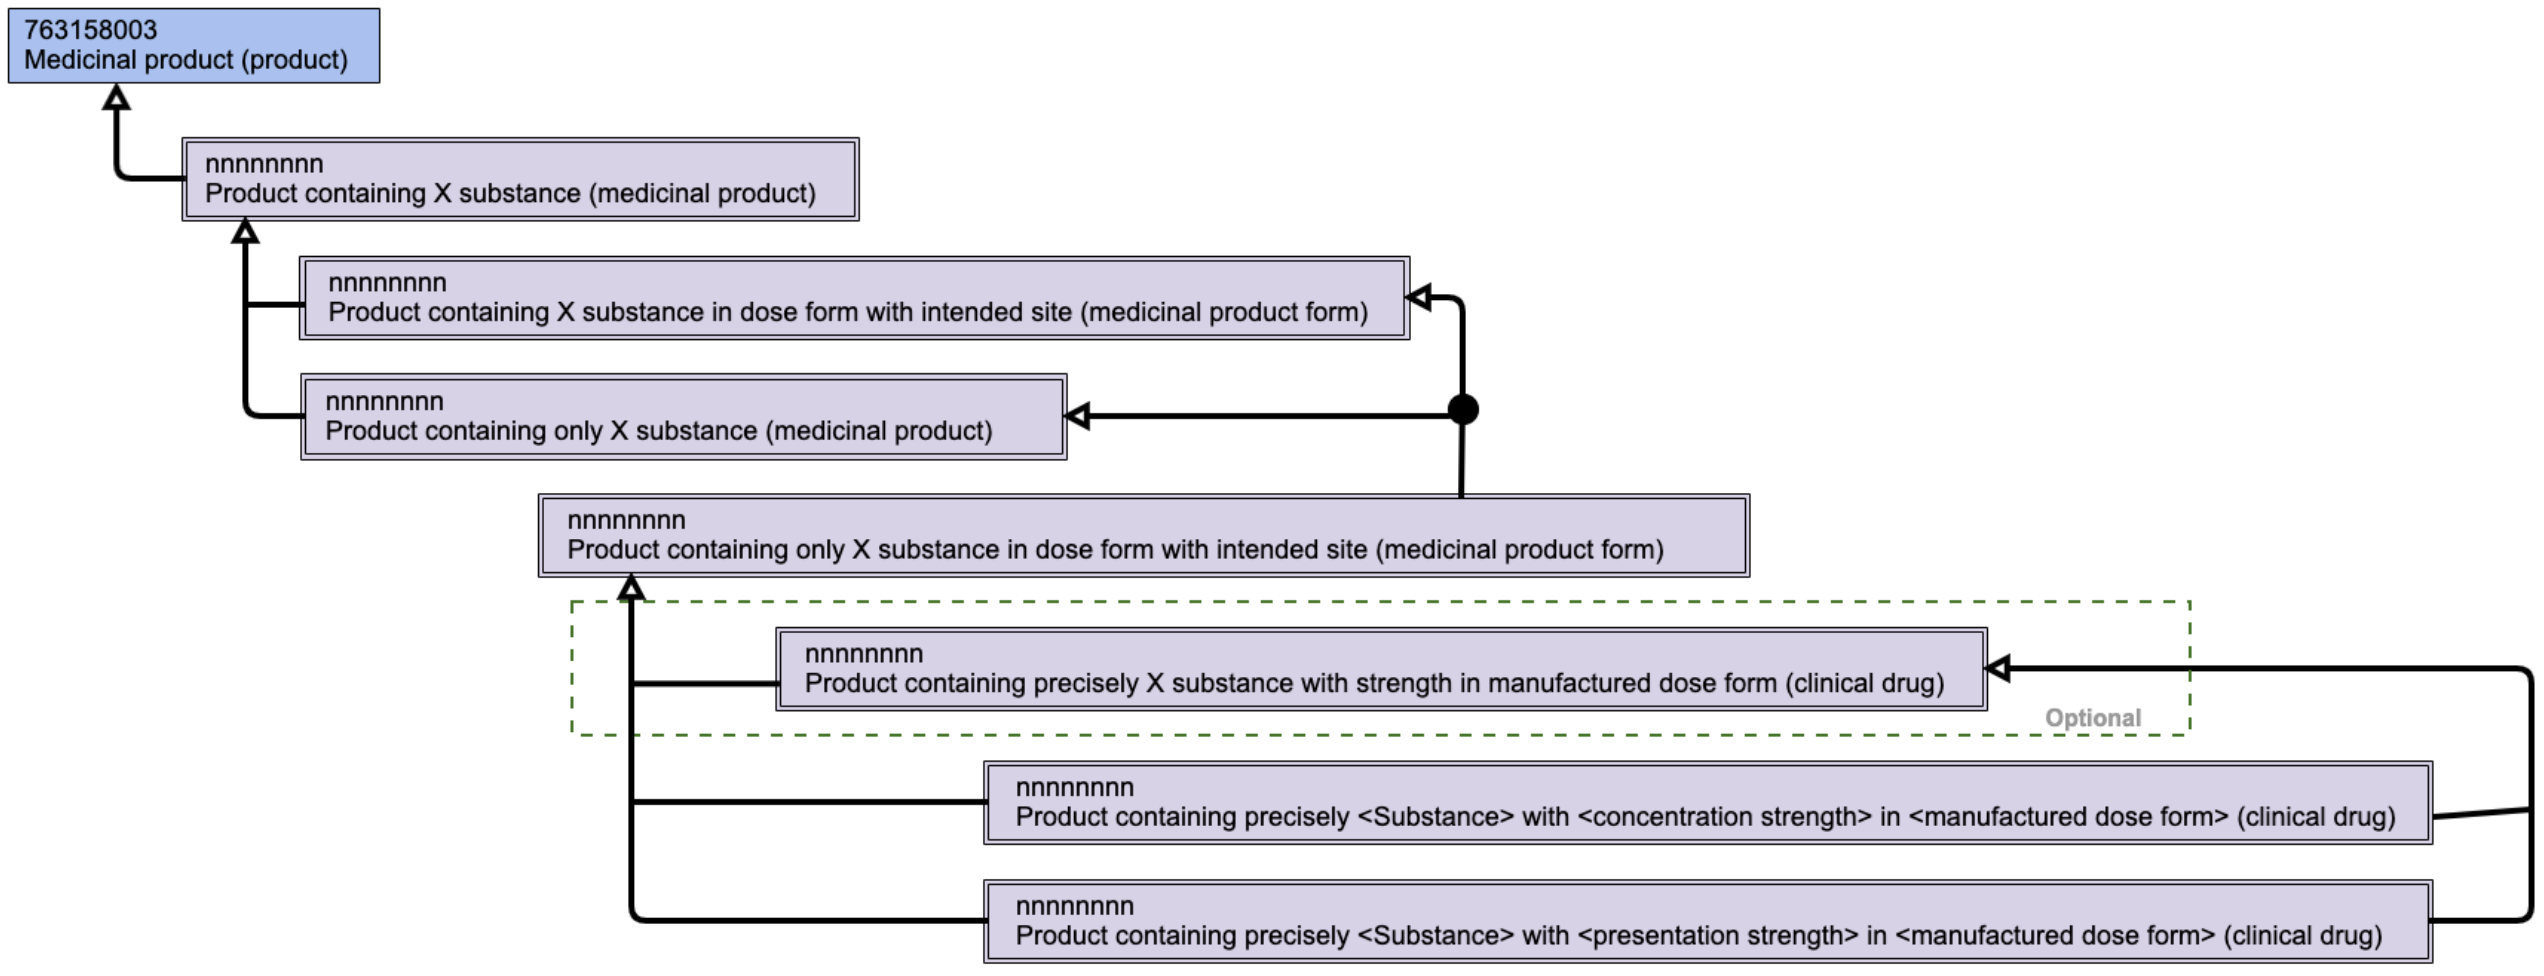 763158003
Medicinal product (product)
nnnnnnnn
Product containing X substance (medicinal product)
nnnnnnnn
Product containing X substance in dose form with intended site (medicinal product form)
nnnnnnnn
Product containing only X substance (medicinal product)
nnnnnnnn
Product containing only X substance in dose form with intended site (medicinal product form)
nnnnnnnn
Product containing precisely X substance with strength in manufactured dose form (clinical drug)
Optional
nnnnnnnn
Product containing precisely <Substance> with <concentration strength> in <manufactured dose form> (clinical drug)
nnnnnnnn
Product containing precisely <Substance> with <presentation strength> in <manufactured dose form> (clinical drug)